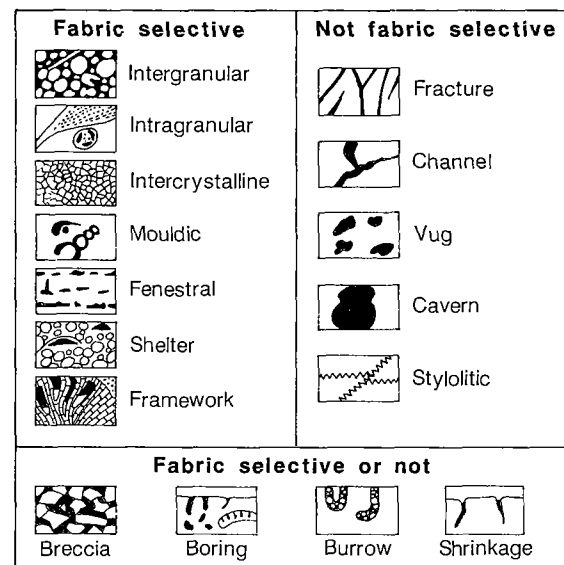 Fabric selective
Intergranular
Intragranular
Intercrystalline
Mouldic
Fenestral
Shelter
Framework
Not fabric selective
Fracture
Channel
Vug
Cavern
Stylolitic
Fabric selective or not
Breccia
Boring
Burrow
Shrinkage